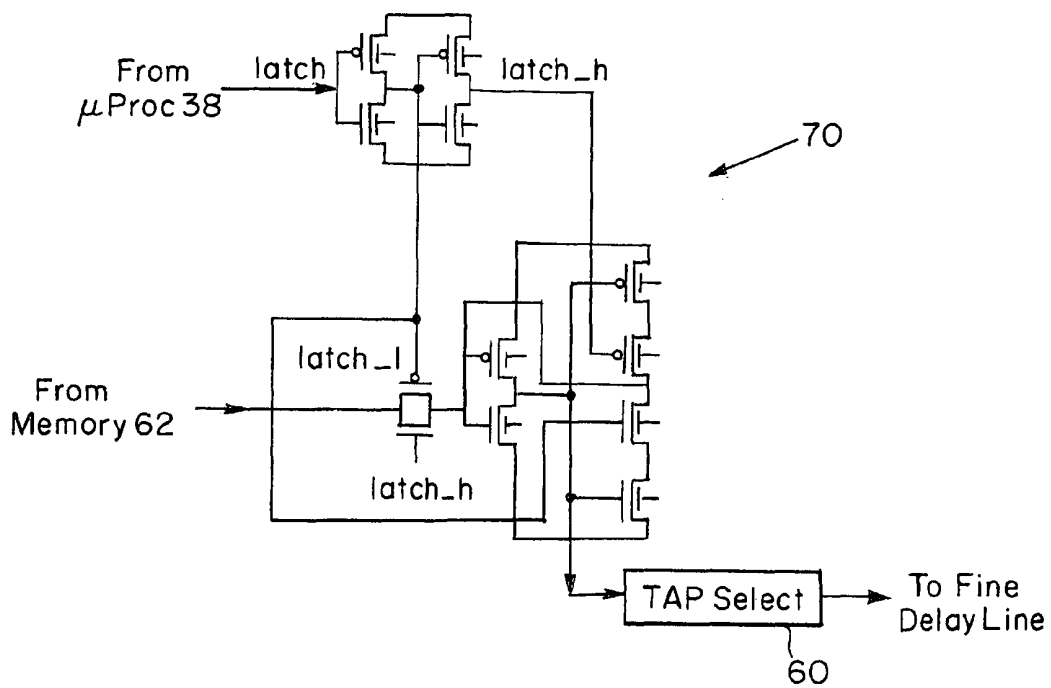 From
μProc 38
latch
latch_h
70
latch_l
From
Memory 62
latch_h
TAP Select
To Fine
Delay Line
60